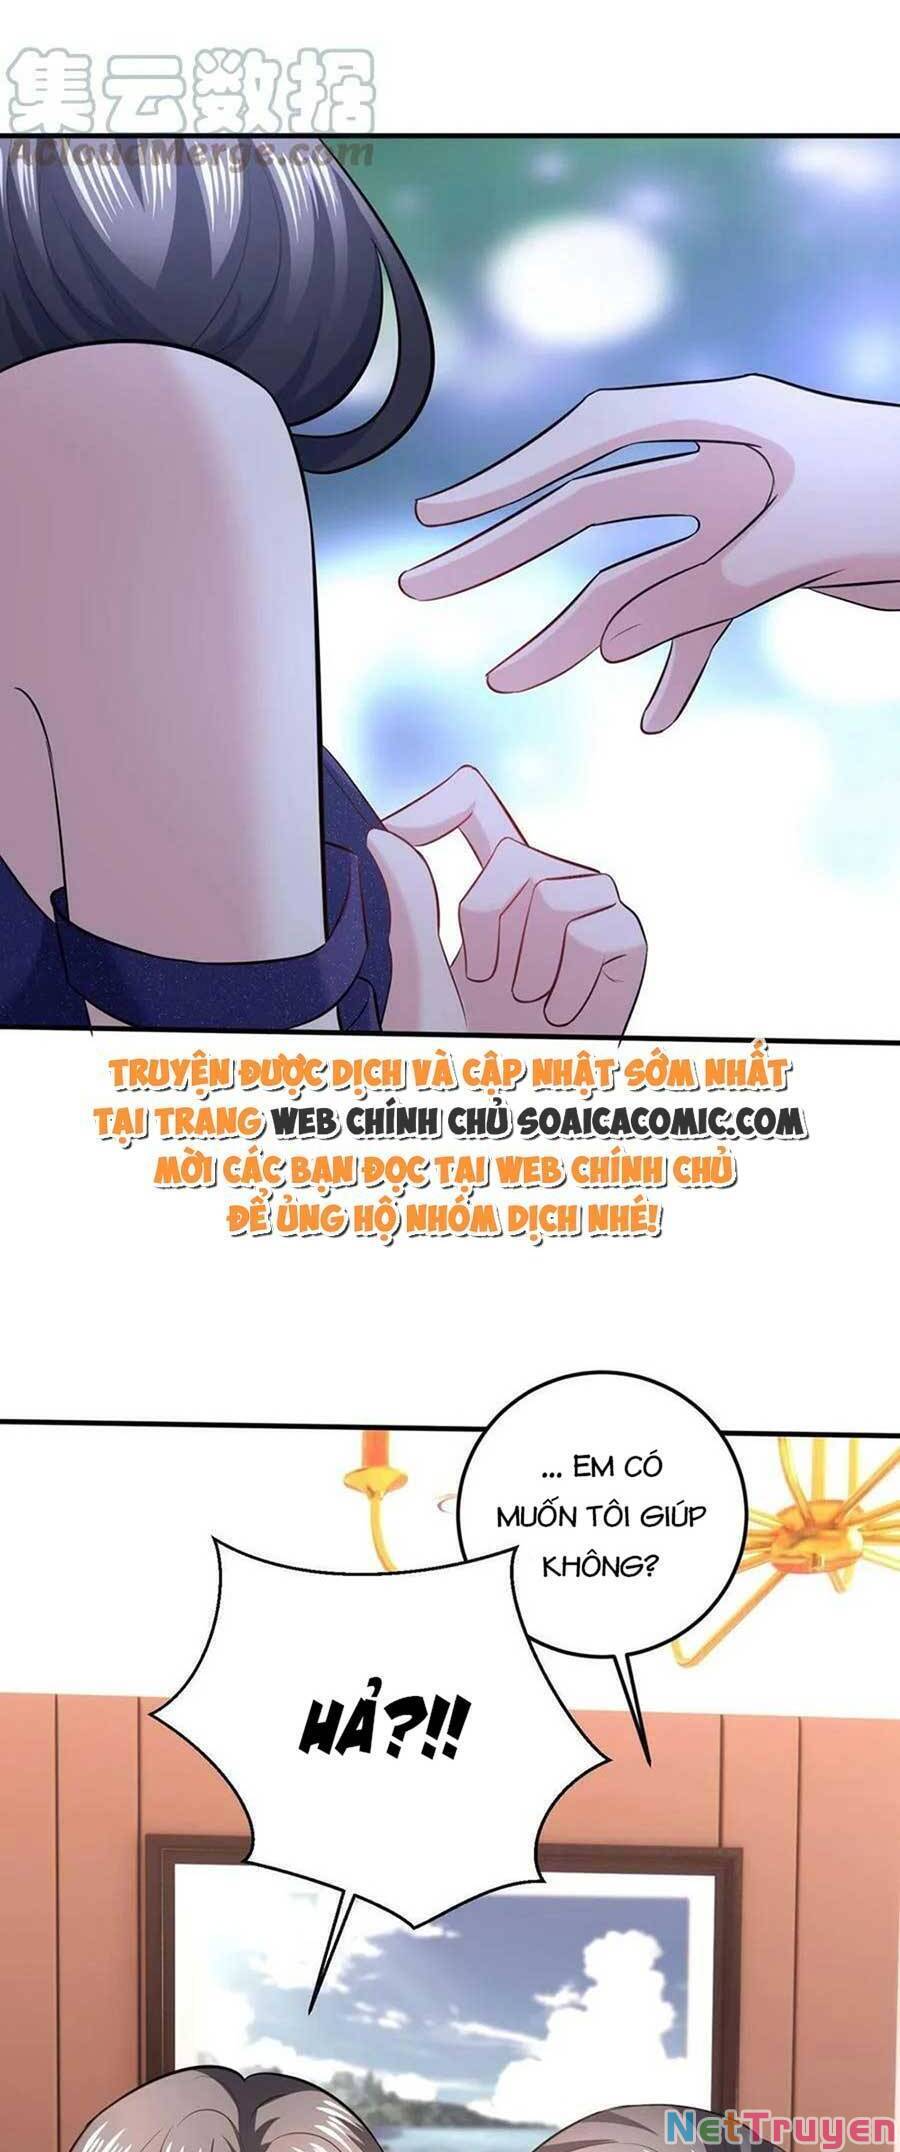 集云数据
ACloudMerge.com
TRUYỆN ĐƯỢC DỊCH VÀ CẬP NHẬT SỚM NHẤT
TẠI TRANG WEB CHÍNH CHỦ SOAICACOMIC.COM
MỜI CÁC BẠN ĐỌC TẠI WEB CHÍNH CHỦ
ĐỂ ỦNG HỘ NHÓM DỊCH NHÉ!
... EM CÓ
MUỐN TÔI GIÚP
KHÔNG?
HẢ?!!
NetTruyen